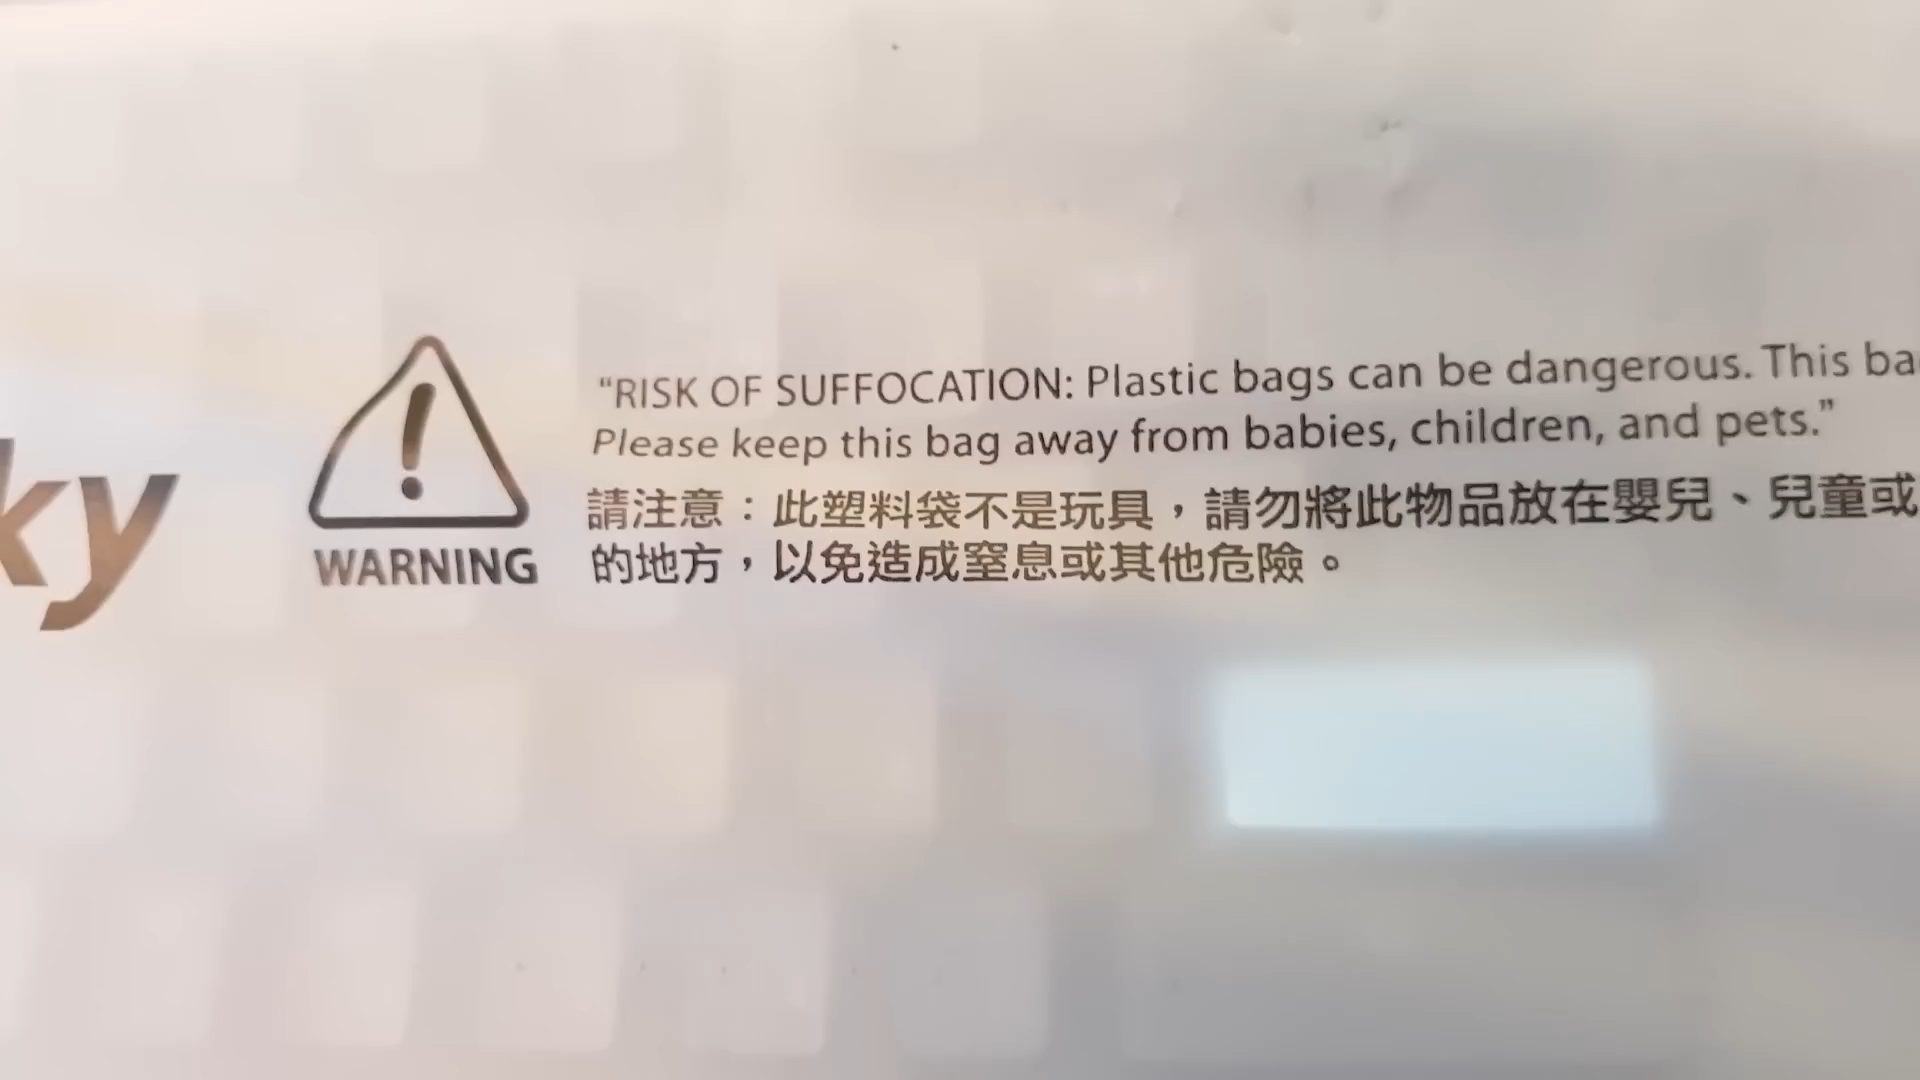 ky
WARNING
“RISK OF SUFFOCATION: Plastic bags can be dangerous. This ba
Please keep this bag away from babies, children, and pets.”
請注意：此塑料袋不是玩具，請勿將此物品放在嬰兒、兒童或
的地方，以免造成窒息或其他危險。